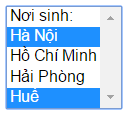 Nơi sinh:
Hà Nội
Hồ Chí Minh
Hải Phòng
Huế